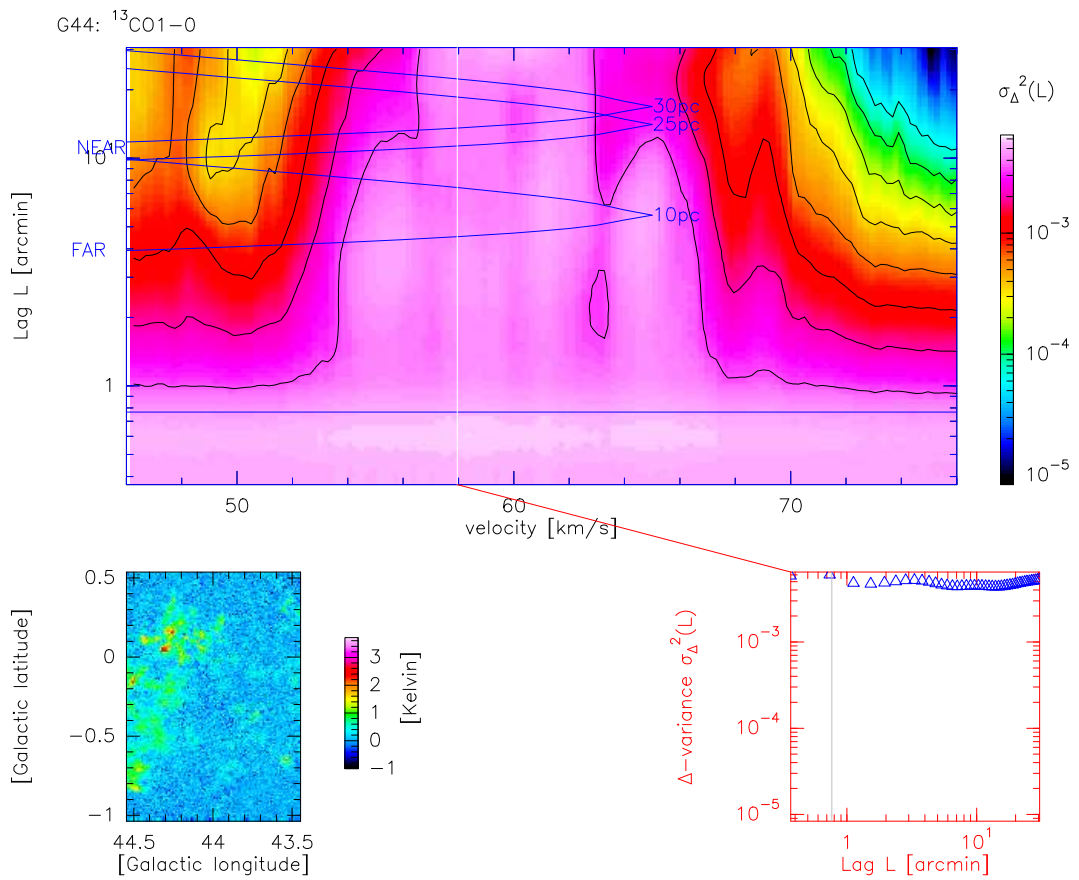 G44: ¹³CO1−0
σΔ²(L)
30pc
25pc
NEAR
10¹
10pc
FAR
1
Lag L [arcmin]
10⁻³
10⁻⁴
10⁻⁵
50 60 70
velocity [km/s]
0.5
0
−0.5
−1
[Galactic latitude]
44.5 44 43.5
[Galactic longitude]
3
2
1
0
−1
[Kelvin]
10⁻³
10⁻⁴
10⁻⁵
Δ−variance σΔ²(L)
1 10¹
Lag L [arcmin]